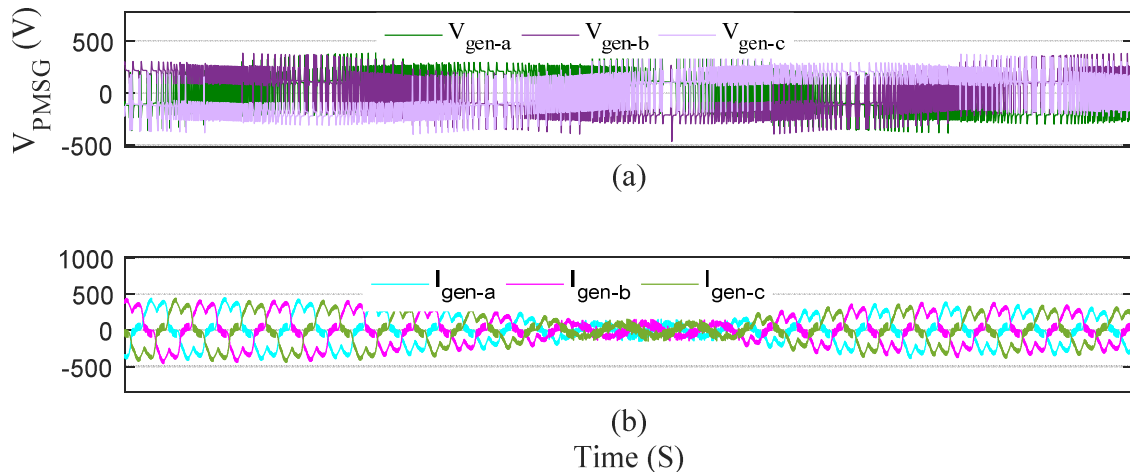 V_PMSG (V)
500
0
-500
V_gen-a V_gen-b V_gen-c
(a)
1000
500
0
-500
I_gen-a I_gen-b I_gen-c
(b)
Time (S)